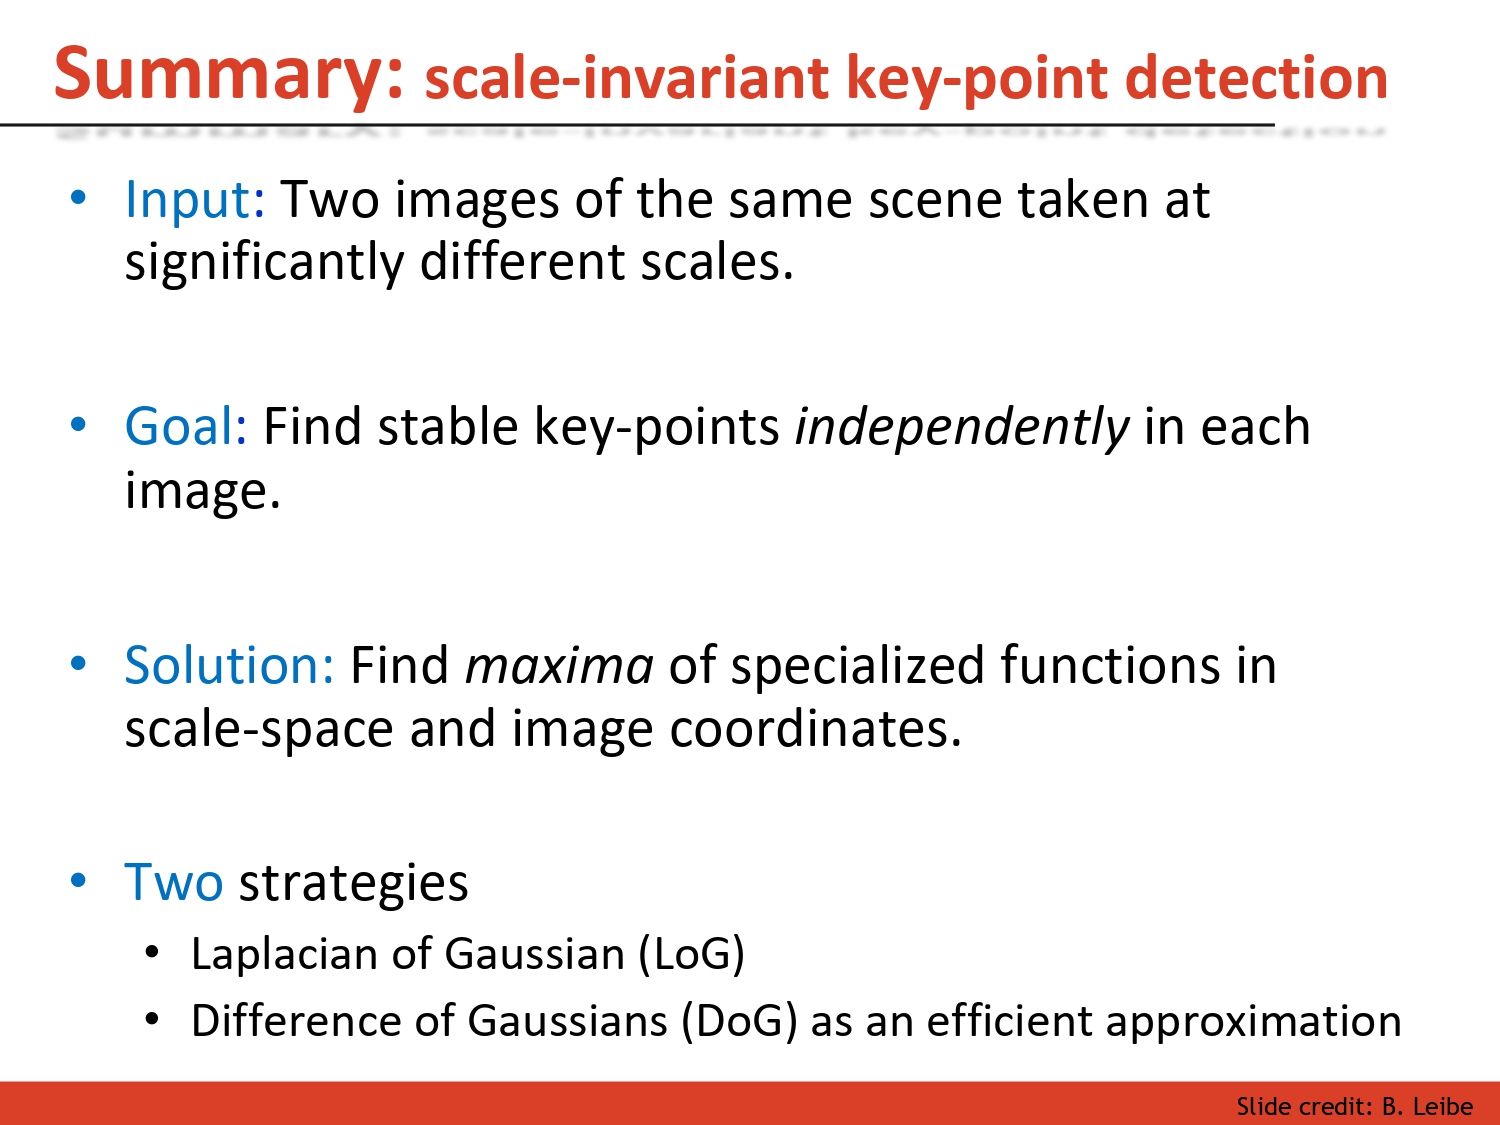 Summary: scale-invariant key-point detection
• Input: Two images of the same scene taken at
significantly different scales.
• Goal: Find stable key-points independently in each
image.
• Solution: Find maxima of specialized functions in
scale-space and image coordinates.
• Two strategies
• Laplacian of Gaussian (LoG)
• Difference of Gaussians (DoG) as an efficient approximation
Slide credit: B. Leibe